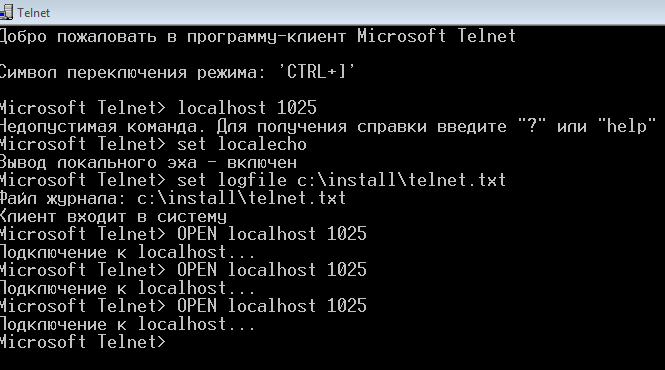 Telnet
Добро пожаловать в программу-клиент Microsoft Telnet
Символ переключения режима: 'CTRL+]'
Microsoft Telnet> localhost 1025
Недопустимая команда. Для получения справки введите "?" или "help"
Microsoft Telnet> set localecho
Вывод локального эха - включен
Microsoft Telnet> set logfile c:\install\telnet.txt
Файл журнала: c:\install\telnet.txt
Клиент входит в систему
Microsoft Telnet> OPEN localhost 1025
Подключение к localhost...
Microsoft Telnet> OPEN localhost 1025
Подключение к localhost...
Microsoft Telnet> OPEN localhost 1025
Подключение к localhost...
Microsoft Telnet>